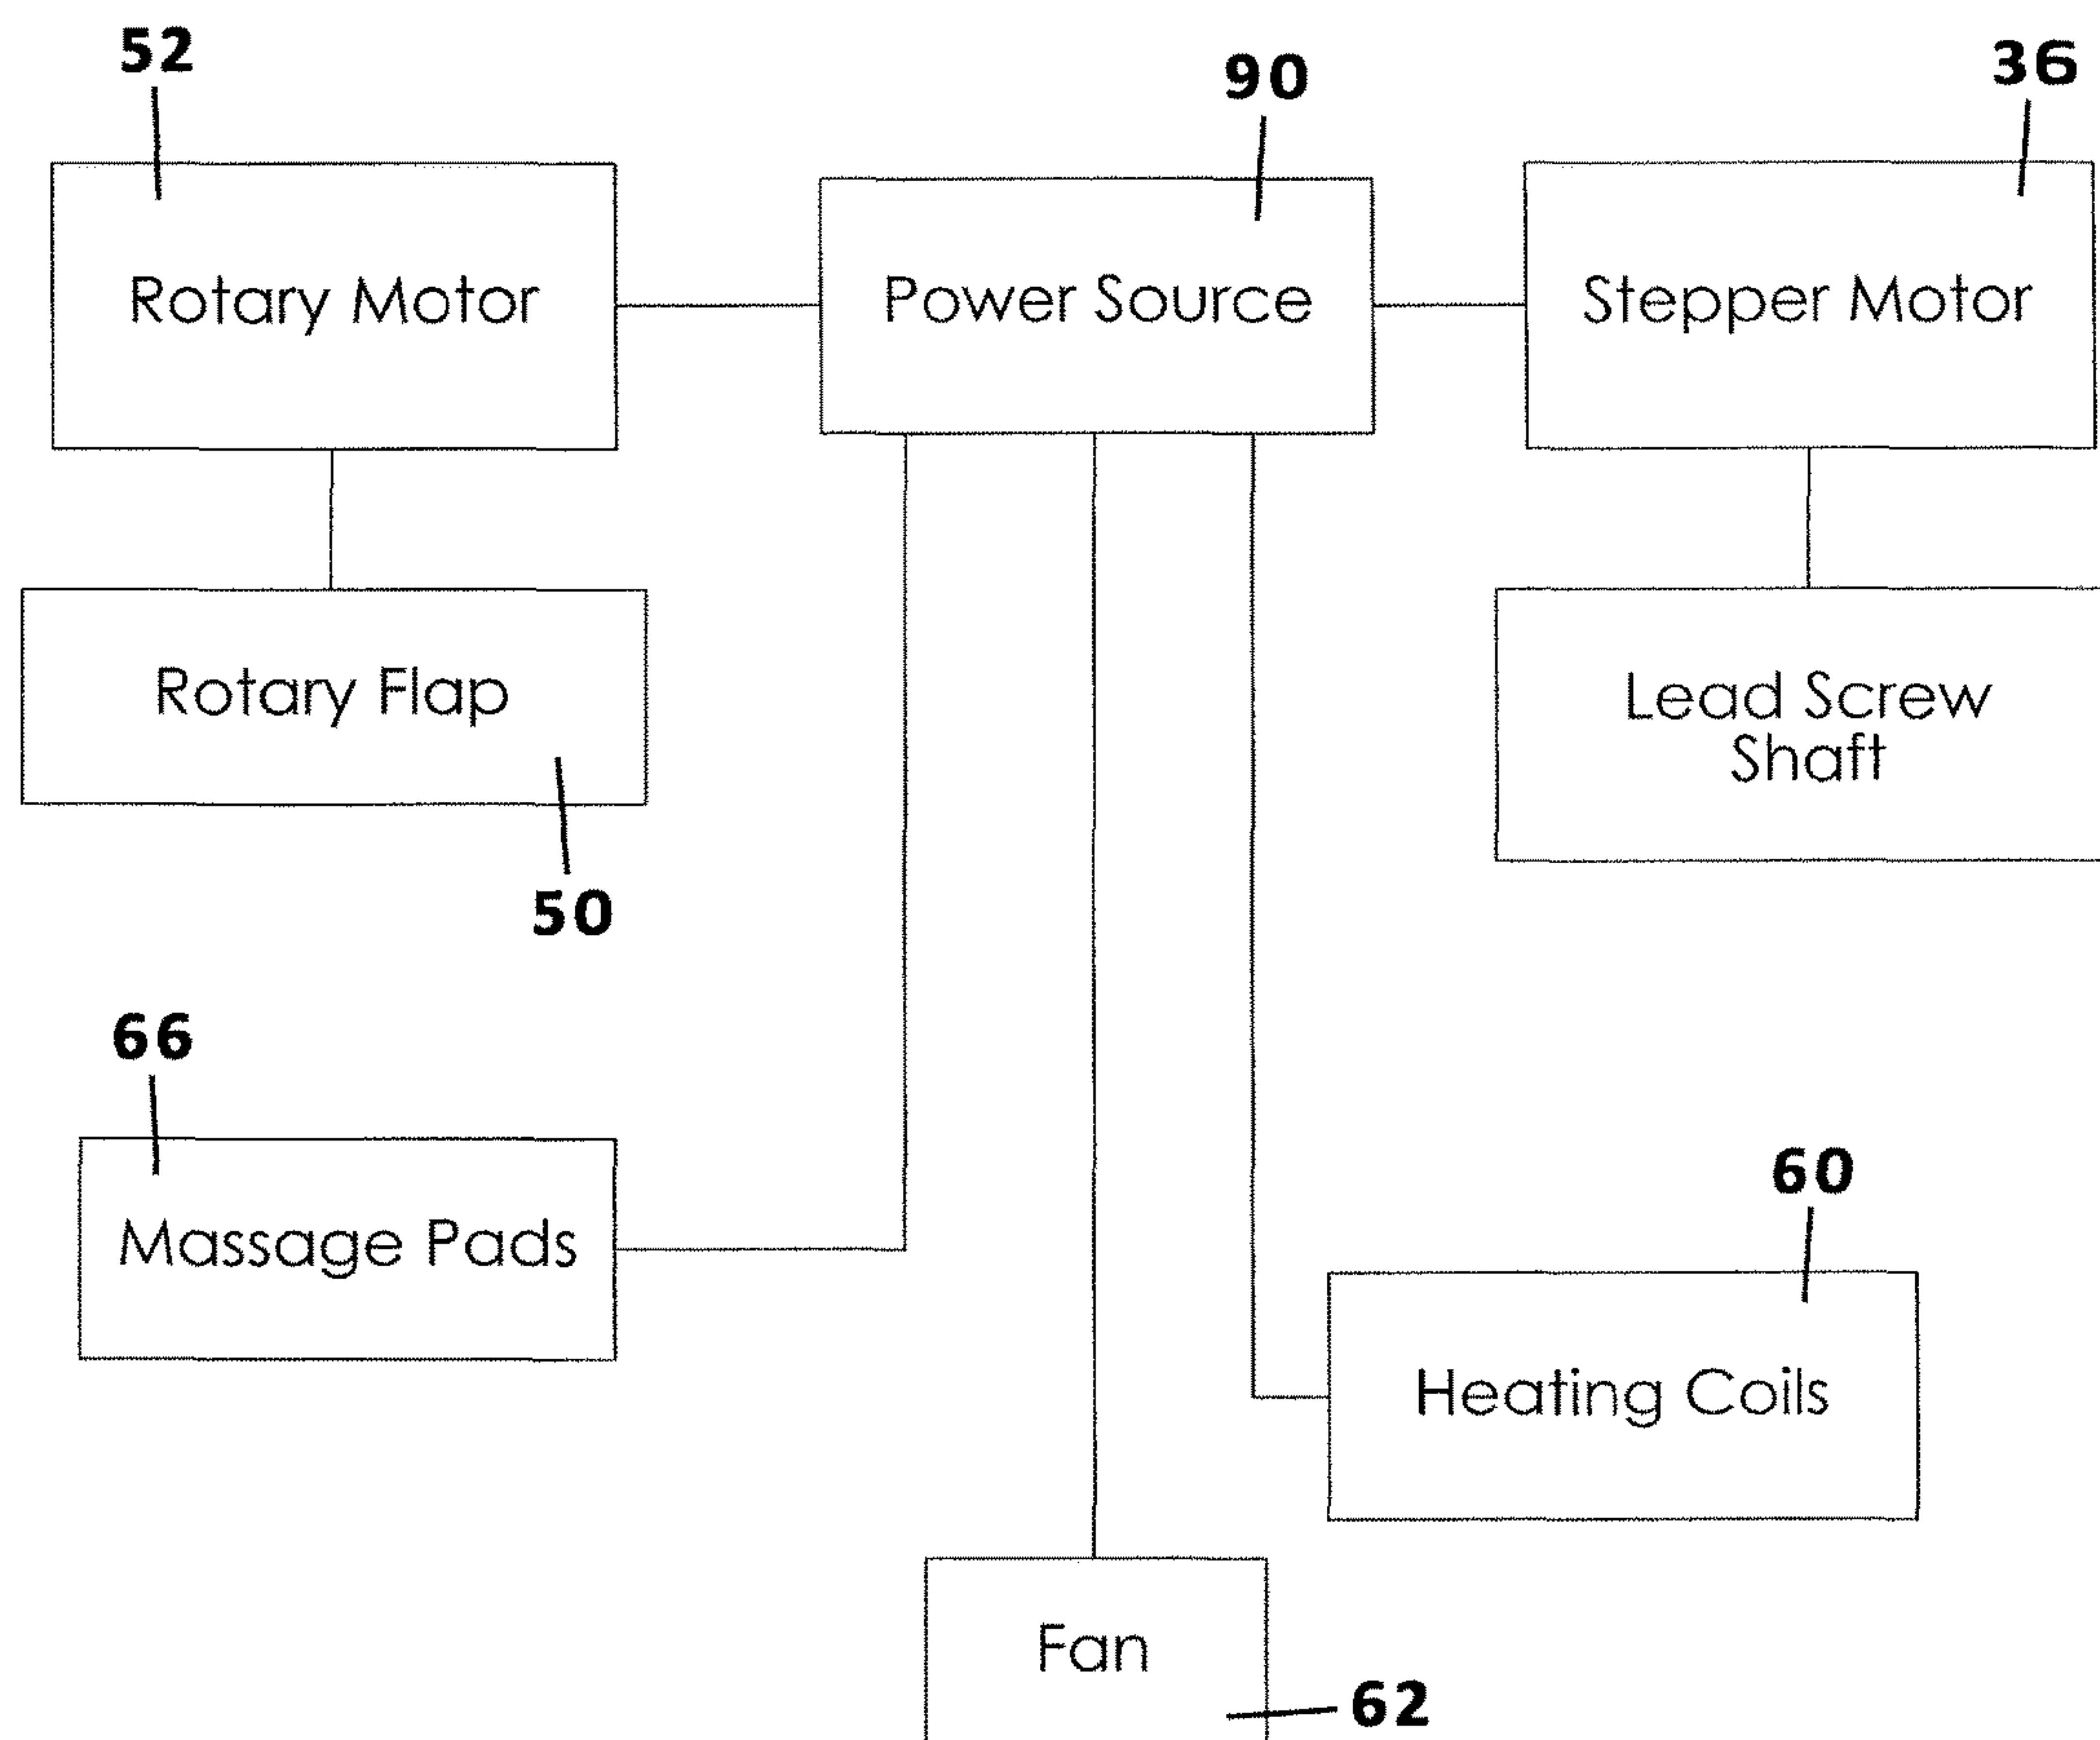 52
90
36
Rotary Motor
Power Source
Stepper Motor
Rotary Flap
Lead Screw
Shaft
50
66
60
Massage Pads
Heating Coils
Fan
62